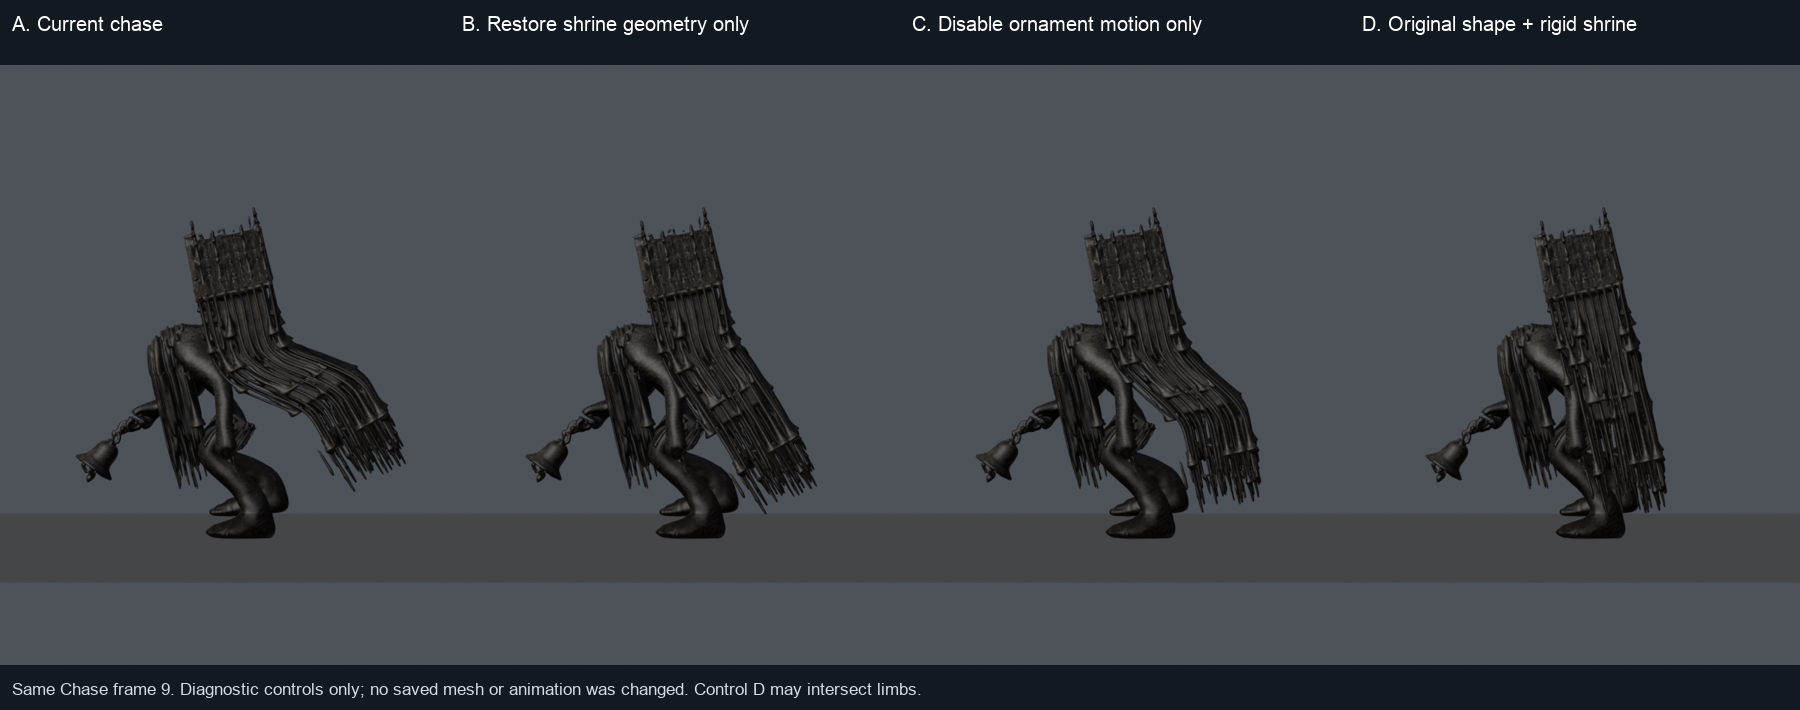 A. Current chase
B. Restore shrine geometry only
C. Disable ornament motion only
D. Original shape + rigid shrine
Same Chase frame 9. Diagnostic controls only; no saved mesh or animation was changed. Control D may intersect limbs.